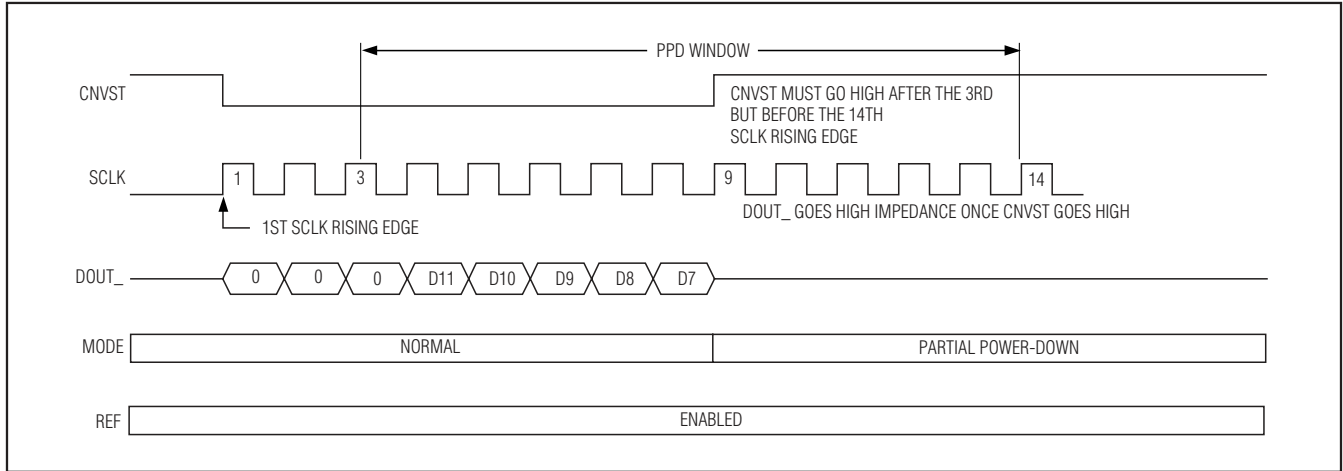 PPD WINDOW
CNVST
CNVST MUST GO HIGH AFTER THE 3RD
BUT BEFORE THE 14TH
SCLK RISING EDGE
SCLK
1
3
9
14
1ST SCLK RISING EDGE
DOUT_ GOES HIGH IMPEDANCE ONCE CNVST GOES HIGH
DOUT_
0 0 0 D11 D10 D9 D8 D7
MODE
NORMAL
PARTIAL POWER-DOWN
REF
ENABLED